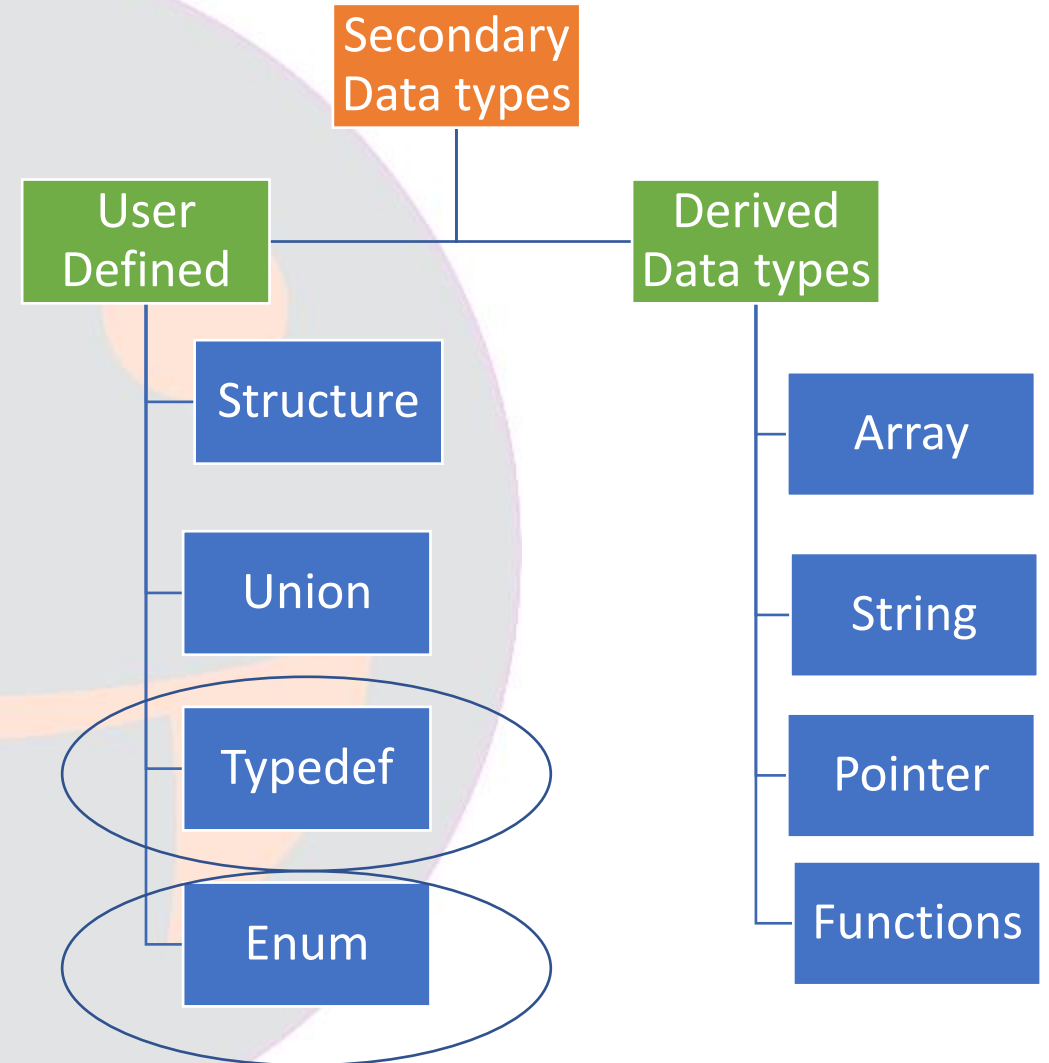 Secondary
Data types
User
Defined
Structure
Union
Typedef
Enum
Derived
Data types
Array
String
Pointer
Functions